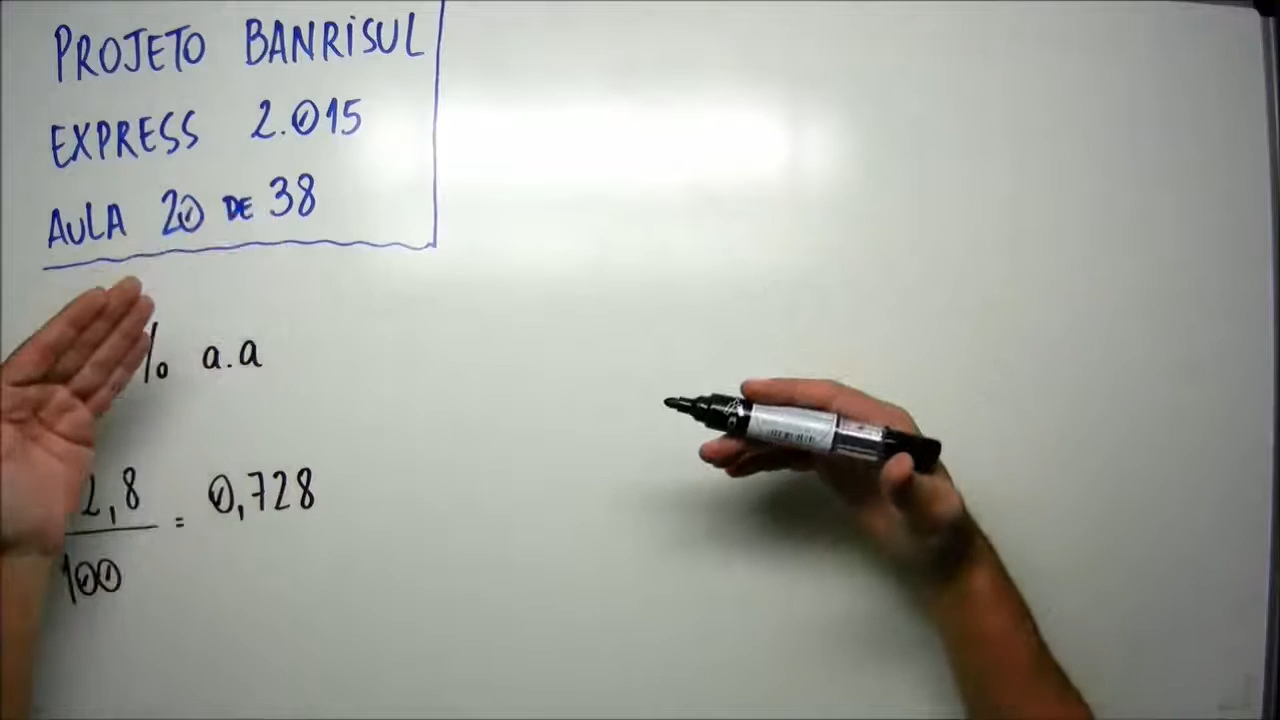 PROJETO BANRISUL
EXPRESS 2.015
AULA 20 DE 38
% a.a
2,8
= 0,728
100